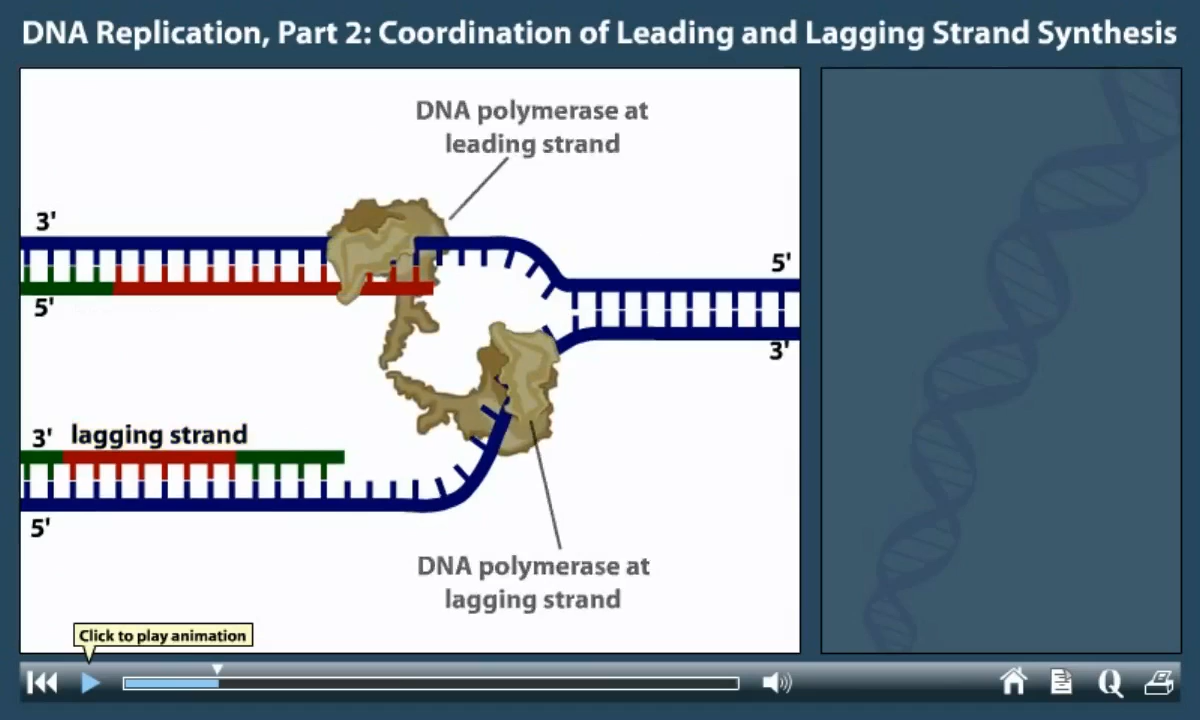 DNA Replication, Part 2: Coordination of Leading and Lagging Strand Synthesis
DNA polymerase at
leading strand
3'
5'
5'
3'
3' lagging strand
5'
DNA polymerase at
lagging strand
Click to play animation
Q